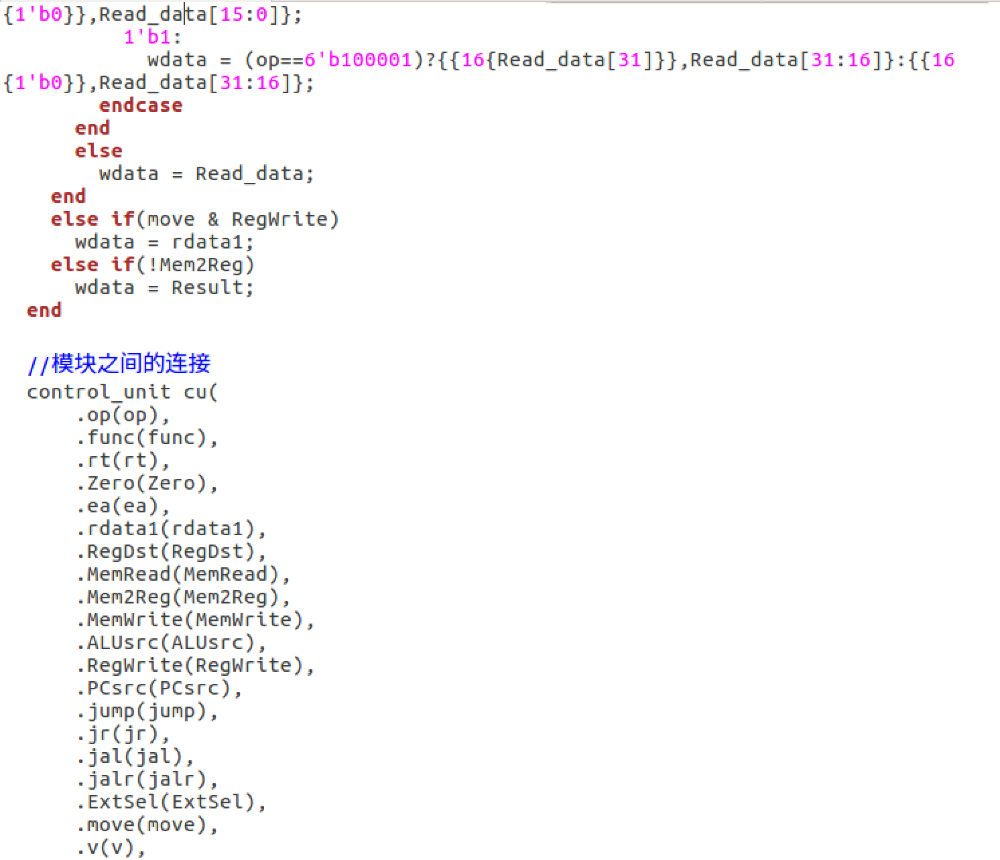 {1'b0}},Read_data[15:0]};
1'b1:
wdata = (op==6'b100001)?{{16{Read_data[31]}},Read_data[31:16]}:{{16
{1'b0}},Read_data[31:16]};
endcase
end
else
wdata = Read_data;
end
else if(move & RegWrite)
wdata = rdata1;
else if(!Mem2Reg)
wdata = Result;
end
//模块之间的连接
control_unit cu(
.op(op),
.func(func),
.rt(rt),
.Zero(Zero),
.ea(ea),
.rdata1(rdata1),
.RegDst(RegDst),
.MemRead(MemRead),
.Mem2Reg(Mem2Reg),
.MemWrite(MemWrite),
.ALUsrc(ALUsrc),
.RegWrite(RegWrite),
.PCsrc(PCsrc),
.jump(jump),
.jr(jr),
.jal(jal),
.jalr(jalr),
.ExtSel(ExtSel),
.move(move),
.v(v),